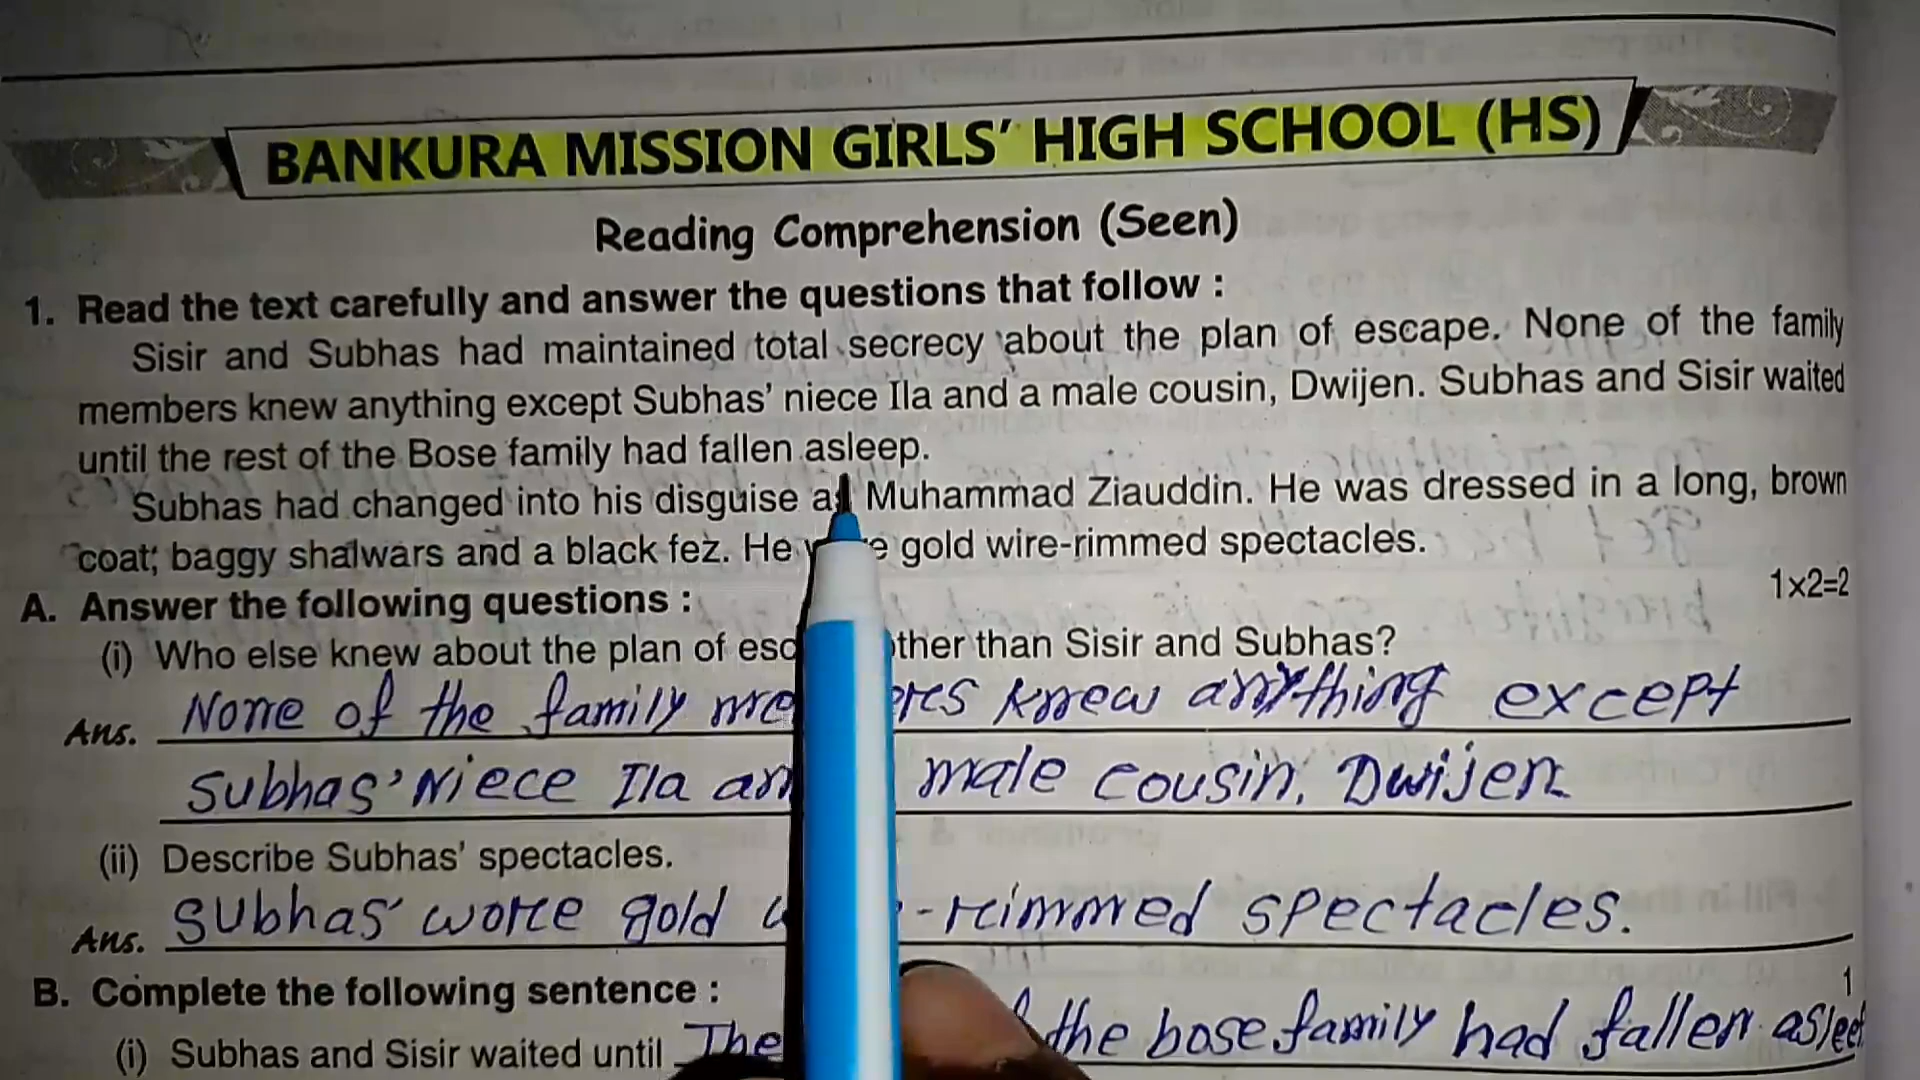 BANKURA MISSION GIRLS' HIGH SCHOOL (HS)
Reading Comprehension (Seen)
1. Read the text carefully and answer the questions that follow :
Sisir and Subhas had maintained total secrecy about the plan of escape. None of the family
members knew anything except Subhas' niece Ila and a male cousin, Dwijen. Subhas and Sisir waited
until the rest of the Bose family had fallen asleep.
Subhas had changed into his disguise as Muhammad Ziauddin. He was dressed in a long, brown
coat; baggy shalwars and a black fez. He gold wire-rimmed spectacles.
1×2=2
A. Answer the following questions :
(i) Who else knew about the plan of than Sisir and Subhas?
Ans. None of the family knew anything except
Subhas' Niece Ila male cousin, Dwijen
(ii) Describe Subhas' spectacles.
Ans. Subhas' wore gold -rimmed spectacles.
B. Complete the following sentence :
1
(i) Subhas and Sisir waited until The the bose family had fallen asleep